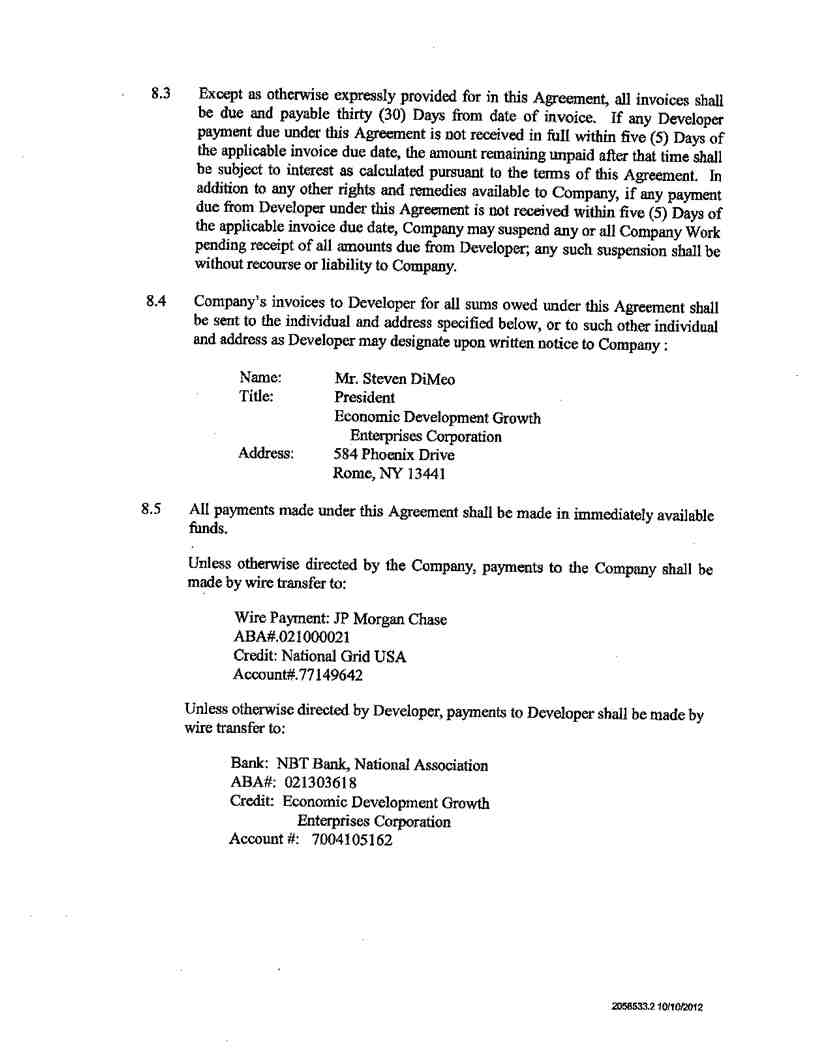 8.3 Except as otherwise expressly provided for in this Agreement, all invoices shall
be due and payable thirty (30) Days from date of invoice. If any Developer
payment due under this Agreement is not received in full within five (5) Days of
the applicable invoice due date, the amount remaining unpaid after that time shall
be subject to interest as calculated pursuant to the terms of this Agreement. In
addition to any other rights and remedies available to Company, if any payment
due from Developer under this Agreement is not received within five (5) Days of
the applicable invoice due date, Company may suspend any or all Company Work
pending receipt of all amounts due from Developer; any such suspension shall be
without recourse or liability to Company.
8.4 Company's invoices to Developer for all sums owed under this Agreement shall
be sent to the individual and address specified below, or to such other individual
and address as Developer may designate upon written notice to Company :
Name: Mr. Steven DiMeo
Title: President
Economic Development Growth
Enterprises Corporation
Address: 584 Phoenix Drive
Rome, NY 13441
8.5 All payments made under this Agreement shall be made in immediately available
funds.
Unless otherwise directed by the Company, payments to the Company shall be
made by wire transfer to:
Wire Payment: JP Morgan Chase
ABA#.021000021
Credit: National Grid USA
Account#.77149642
Unless otherwise directed by Developer, payments to Developer shall be made by
wire transfer to:
Bank: NBT Bank, National Association
ABA#: 021303618
Credit: Economic Development Growth
Enterprises Corporation
Account #: 7004105162
2058533.2 10/10/2012